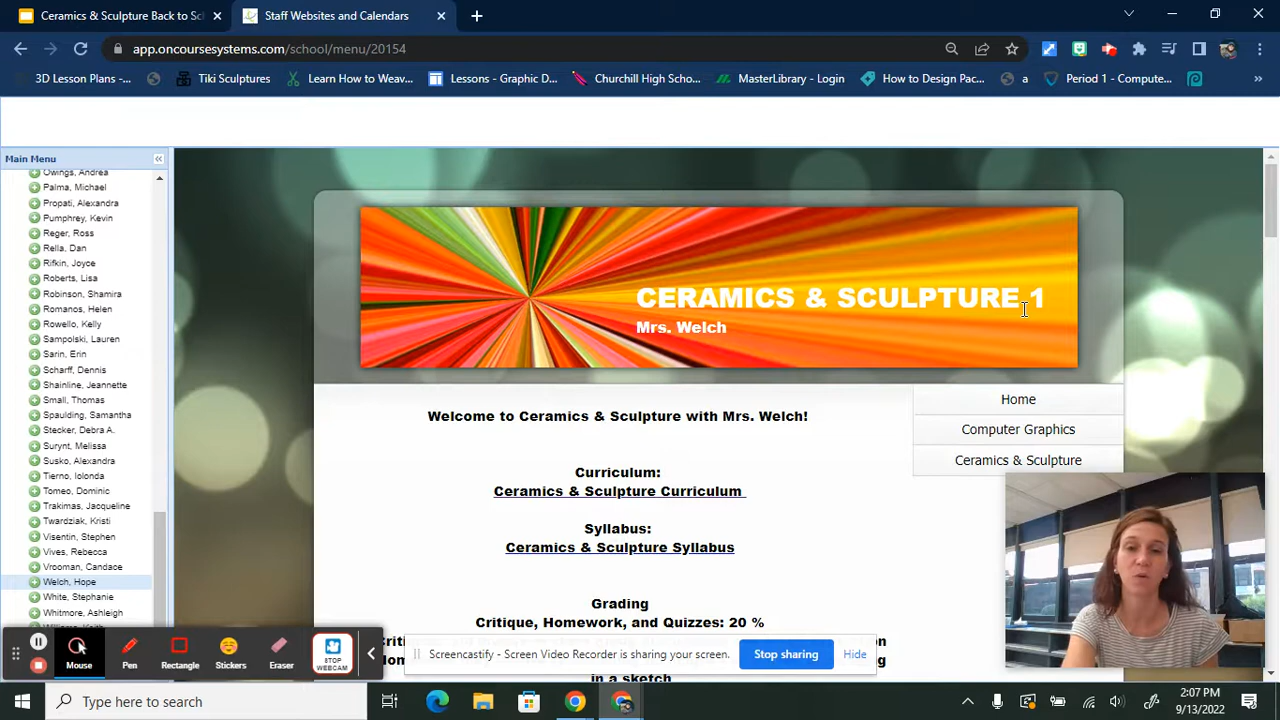 Ceramics & Sculpture Back to Sc
Staff Websites and Calendars
app.oncoursesystems.com/school/menu/20154
3D Lesson Plans -...
Tiki Sculptures
Learn How to Weav...
Lessons - Graphic D...
Churchill High Scho...
MasterLibrary - Login
How to Design Pac...
a
Period 1 - Compute...
»
Main Menu
Owings, Andrea
Palma, Michael
Propati, Alexandra
Pumphrey, Kevin
Reger, Ross
Rella, Dan
Rifkin, Joyce
Roberts, Lisa
Robinson, Shamira
Romanos, Helen
Rowello, Kelly
Sampolski, Lauren
Sarin, Erin
Scharff, Dennis
Shainline, Jeannette
Small, Thomas
Spaulding, Samantha
Stecker, Debra A.
Surynt, Melissa
Susko, Alexandra
Tierno, Iolonda
Tomeo, Dominic
Trakimas, Jacqueline
Twardziak, Kristi
Visentin, Stephen
Vives, Rebecca
Vrooman, Candace
Welch, Hope
White, Stephanie
Whitmore, Ashleigh
CERAMICS & SCULPTURE 1
Mrs. Welch
Home
Computer Graphics
Ceramics & Sculpture
Welcome to Ceramics & Sculpture with Mrs. Welch!
Curriculum:
Ceramics & Sculpture Curriculum
Syllabus:
Ceramics & Sculpture Syllabus
Grading
Critique, Homework, and Quizzes: 20 %
in a sketch
Mouse
Pen
Rectangle
Stickers
Eraser
STOP
WEBCAM
Screencastify - Screen Video Recorder is sharing your screen.
Stop sharing
Hide
Type here to search
2:07 PM
9/13/2022